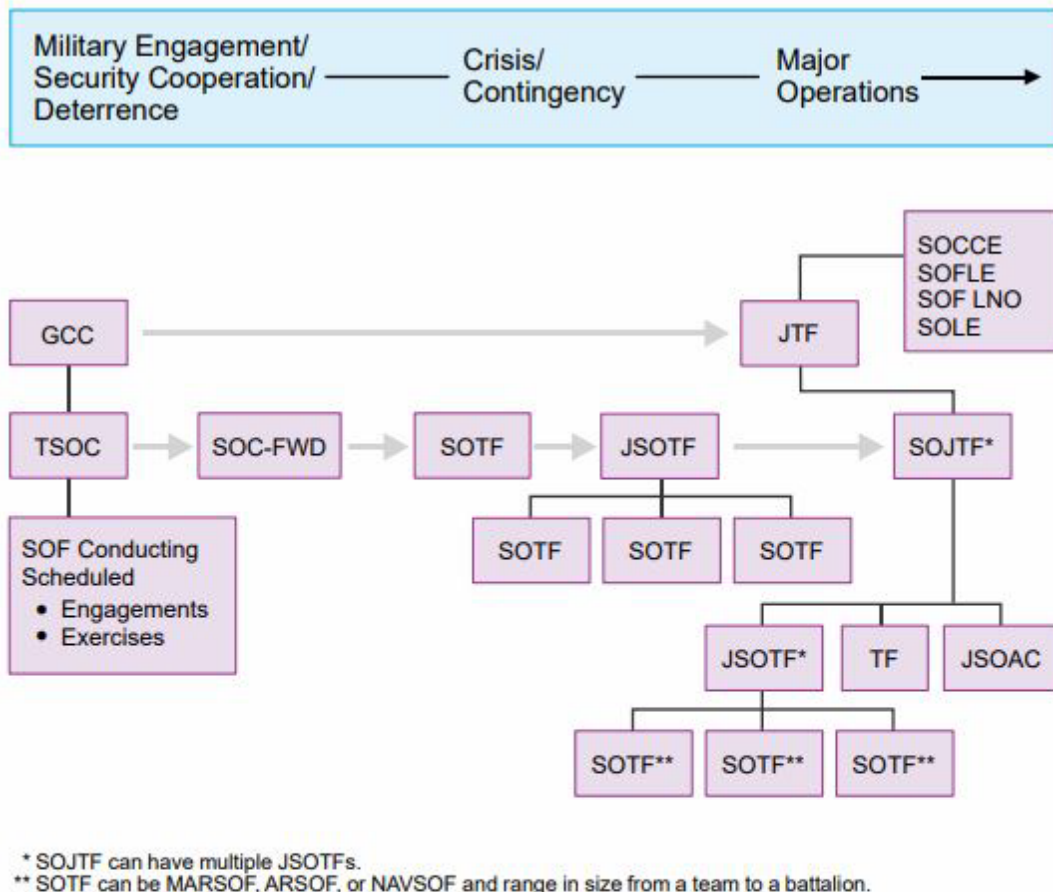 Military Engagement/
Security Cooperation/
Deterrence
Crisis/
Contingency
Major
Operations
SOCCE
SOFLE
SOF LNO
SOLE
GCC
JTF
TSOC
SOC-FWD
SOTF
JSOTF
SOJTF*
SOF Conducting
Scheduled
• Engagements
• Exercises
SOTF
SOTF
SOTF
JSOTF*
TF
JSOAC
SOTF**
SOTF**
SOTF**
* SOJTF can have multiple JSOTFs.
** SOTF can be MARSOF, ARSOF, or NAVSOF and range in size from a team to a battalion.